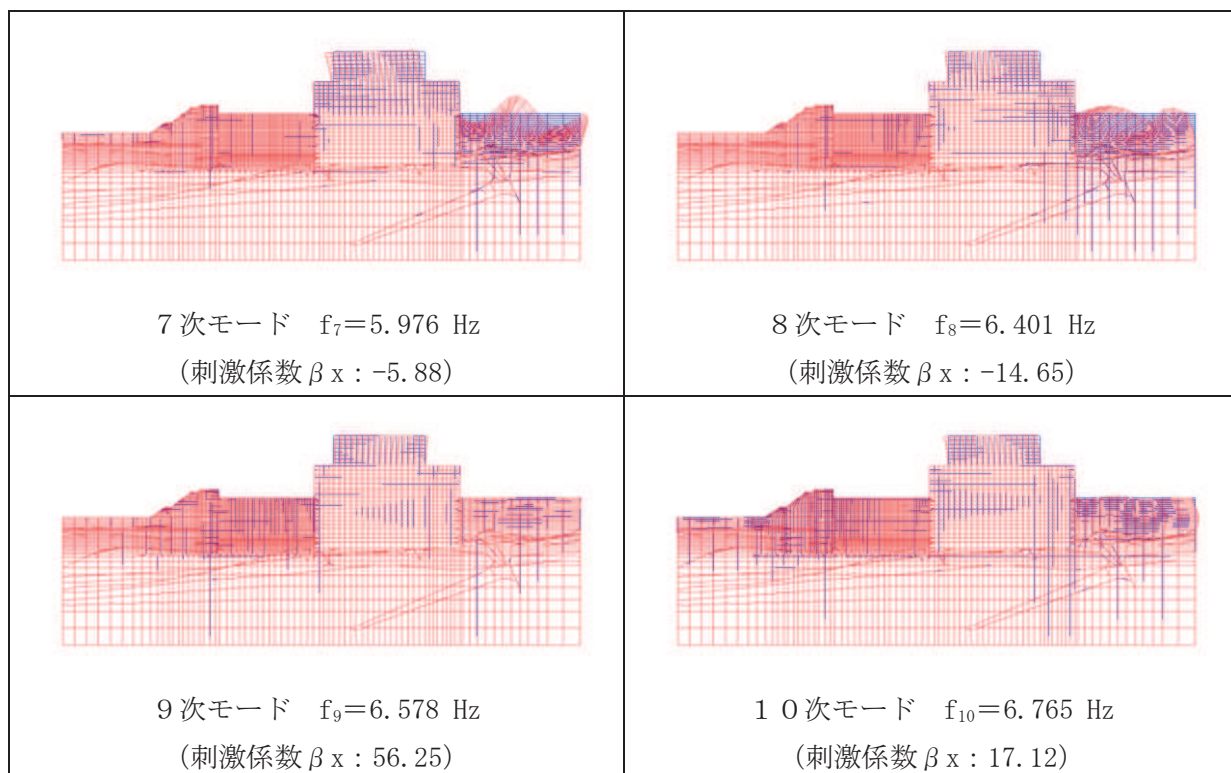 7次モード f₇＝5.976 Hz
(刺激係数βx：-5.88)
8次モード f₈＝6.401 Hz
(刺激係数βx：-14.65)
9次モード f₉＝6.578 Hz
(刺激係数βx：56.25)
10次モード f₁₀＝6.765 Hz
(刺激係数βx：17.12)